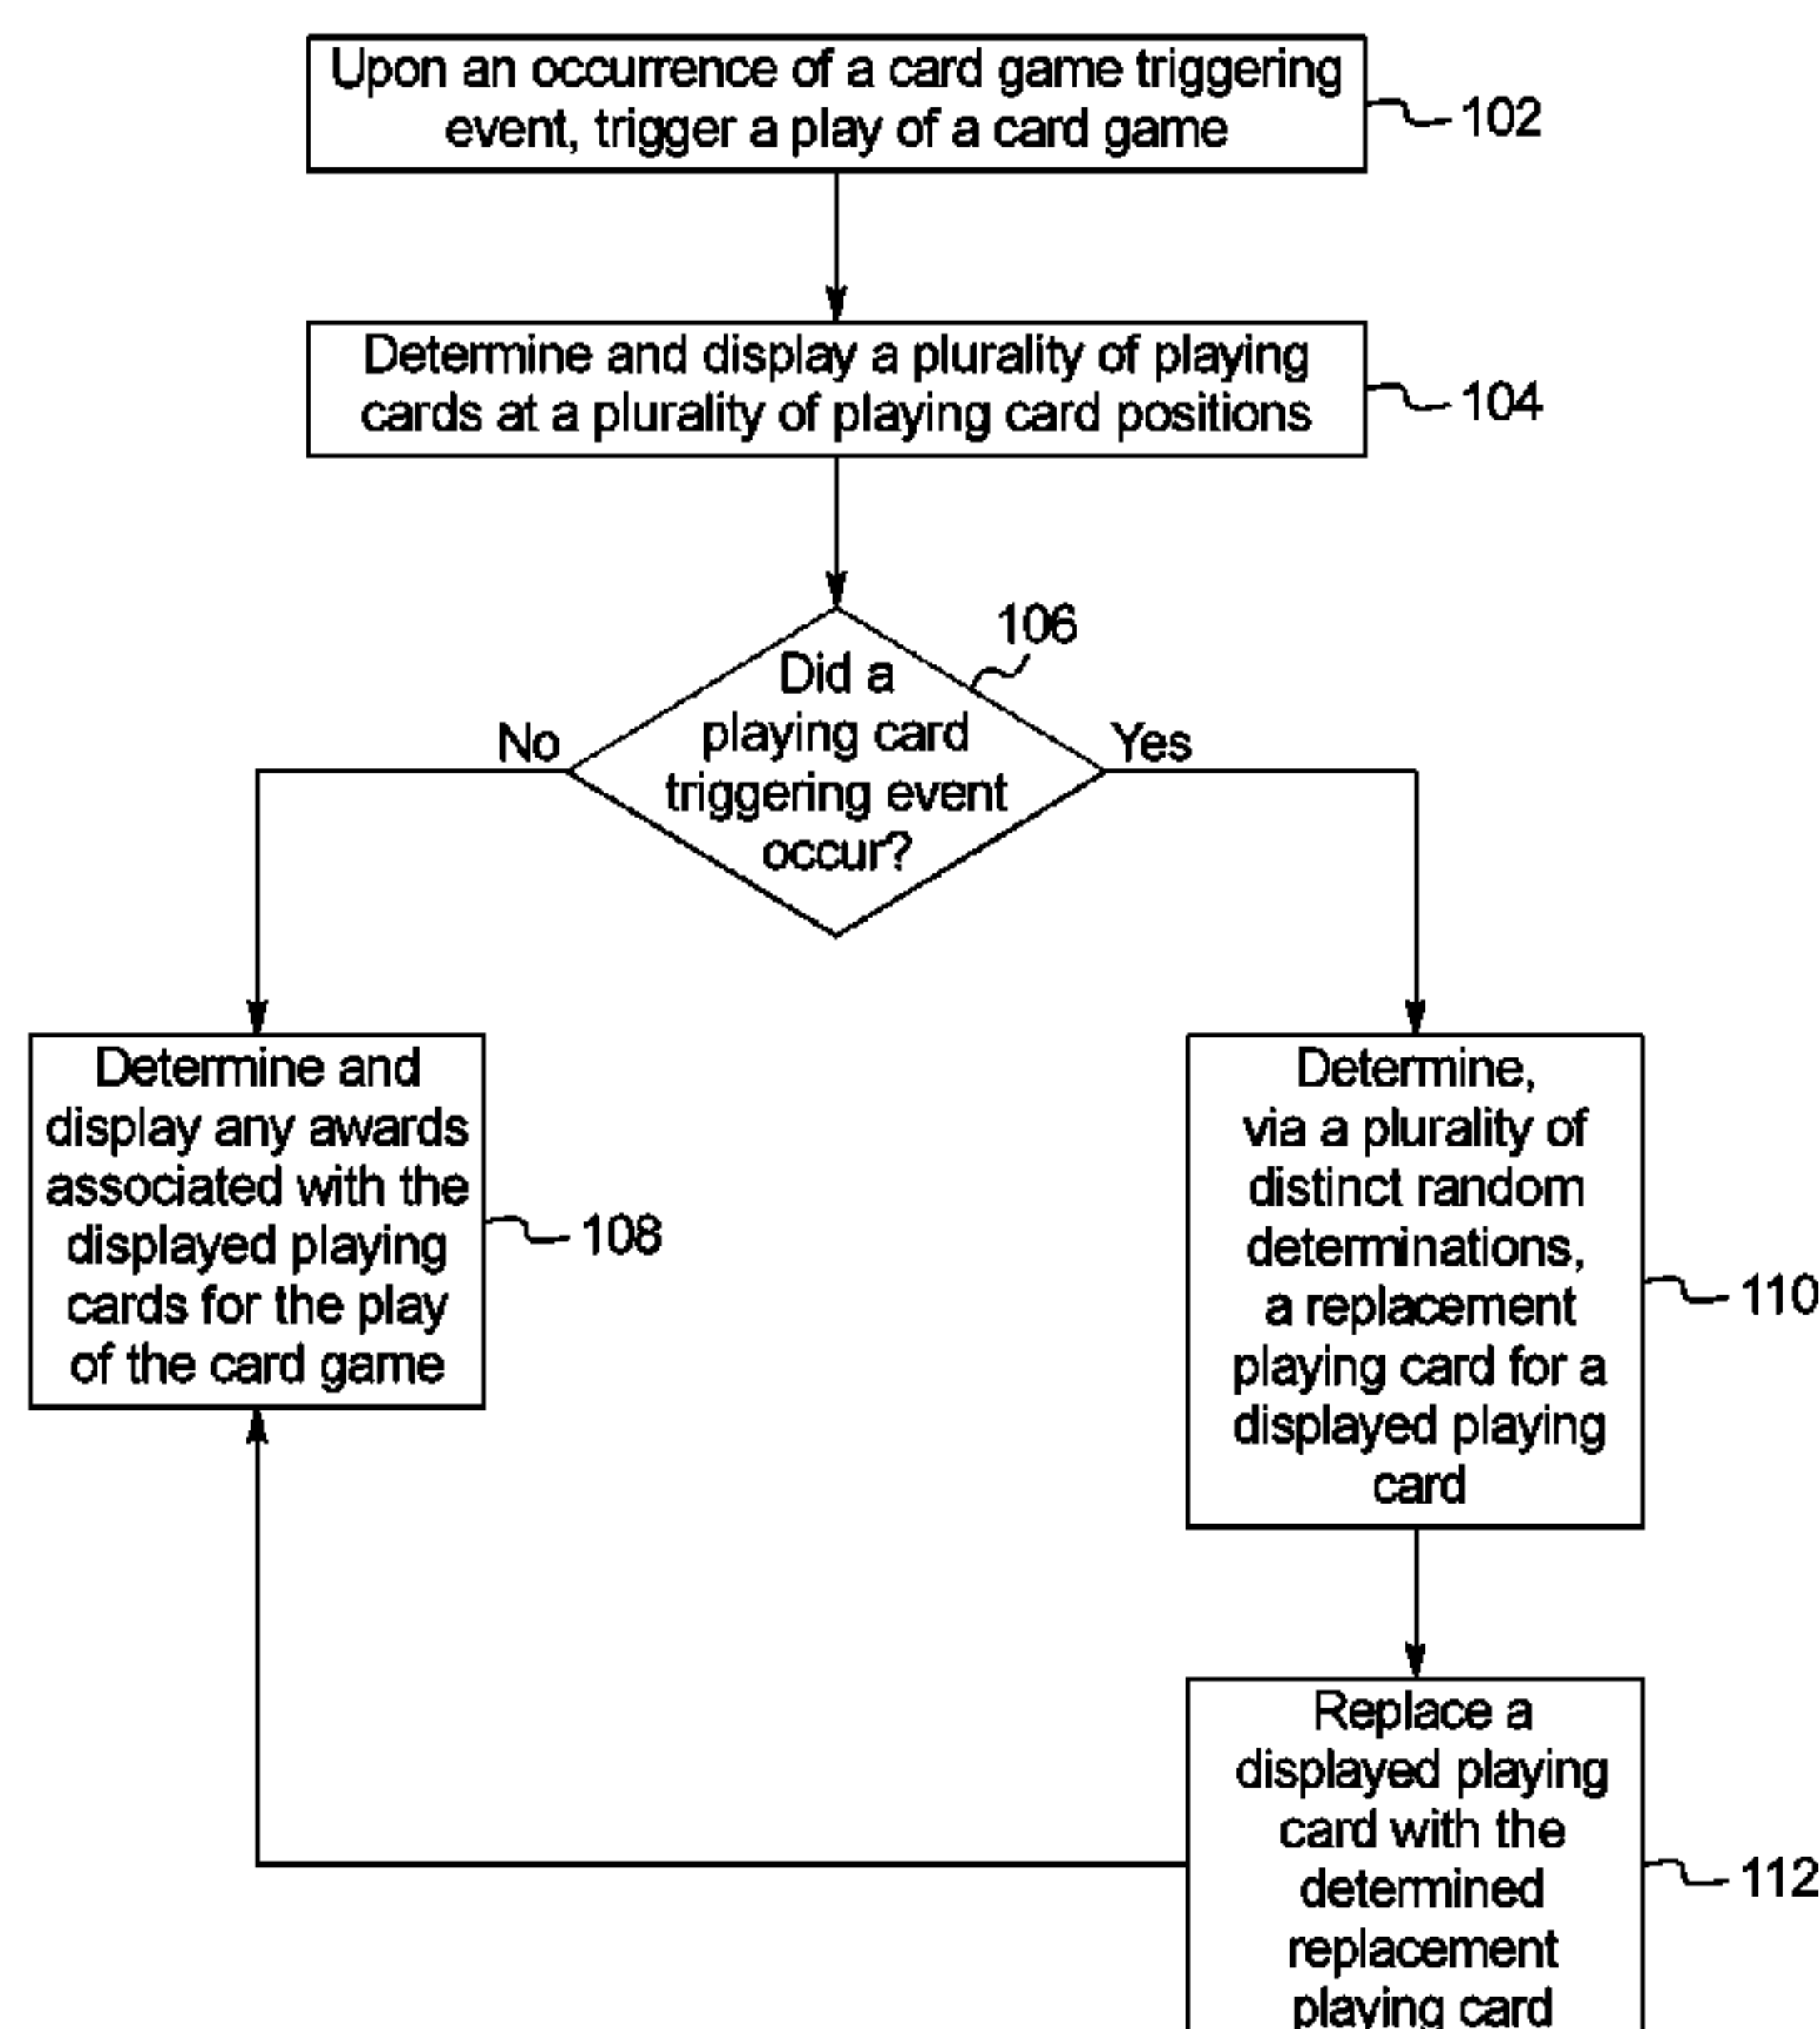 Upon an occurrence of a card game triggering
event, trigger a play of a card game
102
Determine and display a plurality of playing
cards at a plurality of playing card positions
104
106
Did a
playing card
triggering event
occur?
No
Yes
Determine and
display any awards
associated with the
displayed playing
cards for the play
of the card game
108
Determine,
via a plurality of
distinct random
determinations,
a replacement
playing card for a
displayed playing
card
110
Replace a
displayed playing
card with the
determined
replacement
playing card
112